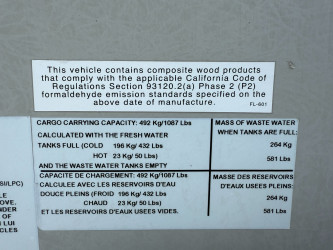 This vehicle contains composite wood products
that comply with the applicable California Code of
Regulations Section 93120.2(a) Phase 2 (P2)
formaldehyde emission standards specified on the
above date of manufacture.
FL-601
CARGO CARRYING CAPACITY: 492 Kg/1087 Lbs
CALCULATED WITH THE FRESH WATER
TANKS FULL (COLD 196 Kg/ 432 Lbs
HOT 23 Kg/ 50 Lbs)
AND THE WASTE WATER TANKS EMPTY
MASS OF WASTE WATER
WHEN TANKS ARE FULL:
264 Kg
581 Lbs
CAPACITE DE CHARGEMENT: 492 Kg/1087 Lbs
CALCULEE AVEC LES RESERVOIRS D'EAU
DOUCE PLEINS (FROID 196 Kg/ 432 Lbs
CHAUD 23 Kg/ 50 Lbs)
ET LES RESERVOIRS D'EAU USEES VIDES.
MASSE DES RESERVOIRS
D'EAUX USEES PLEINS:
264 Kg
581 Lbs